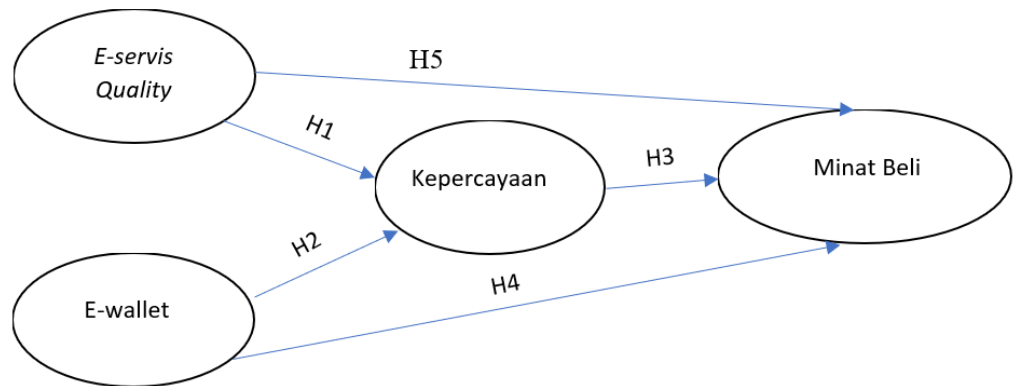 E-servis
Quality
H5
H1
Kepercayaan
H3
Minat Beli
H2
E-wallet
H4